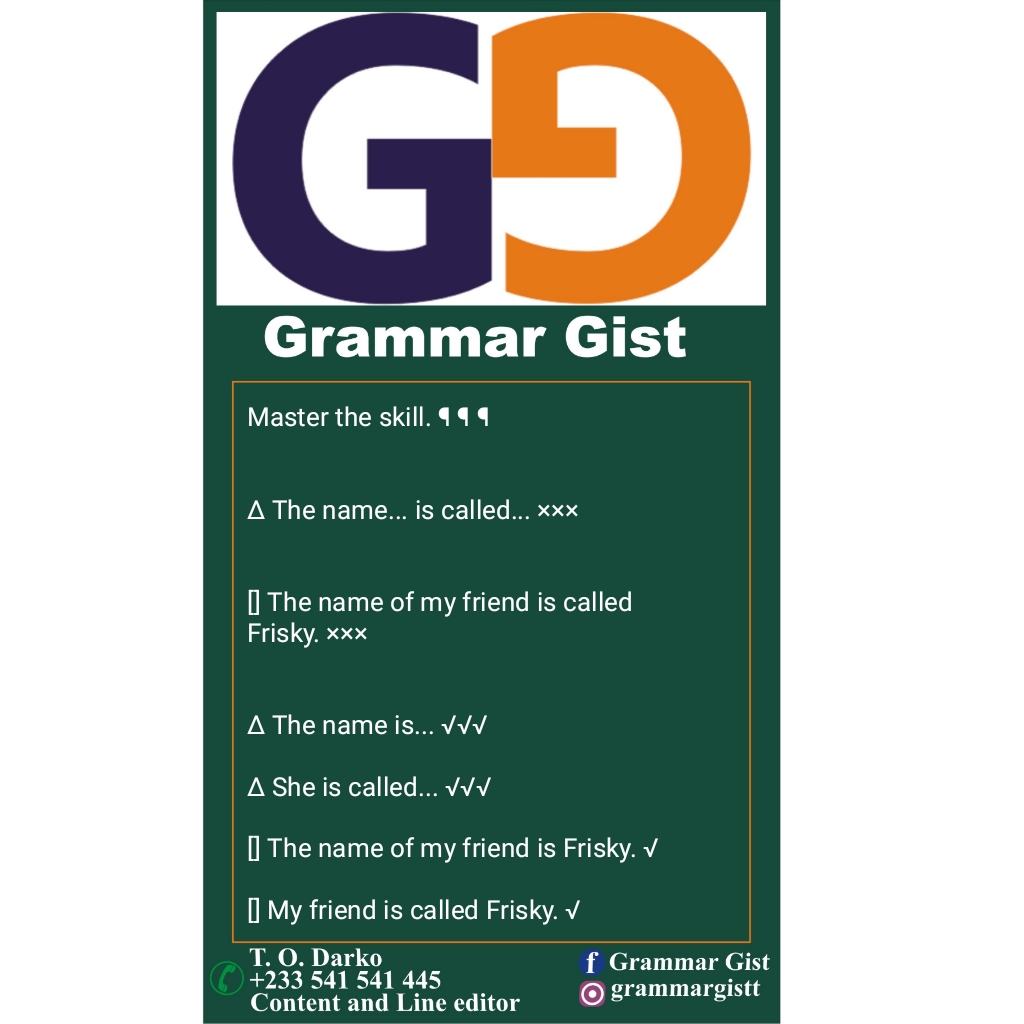 GG
Grammar Gist
Master the skill. ¶ ¶ ¶
∆ The name... is called... ×××
[] The name of my friend is called
Frisky. ×××
∆ The name is... √√√
∆ She is called... √√√
[] The name of my friend is Frisky. √
[] My friend is called Frisky. √
T. O. Darko
+233 541 541 445
Content and Line editor
f Grammar Gist
grammargistt